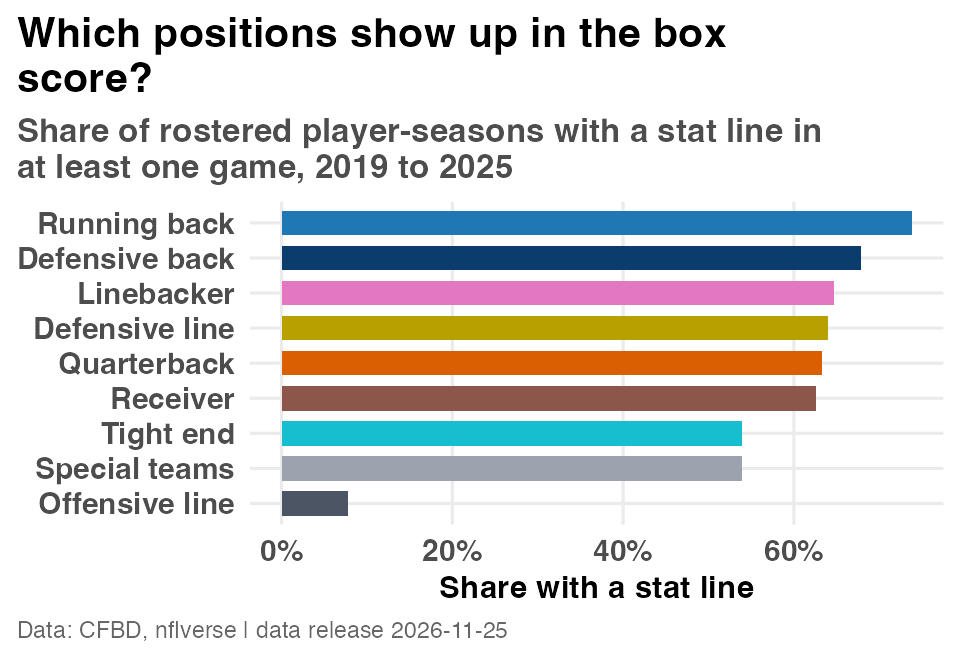 Which positions show up in the box
score?
Share of rostered player-seasons with a stat line in
at least one game, 2019 to 2025
Running back
Defensive back
Linebacker
Defensive line
Quarterback
Receiver
Tight end
Special teams
Offensive line
0% 20% 40% 60%
Share with a stat line
Data: CFBD, nflverse | data release 2026-11-25